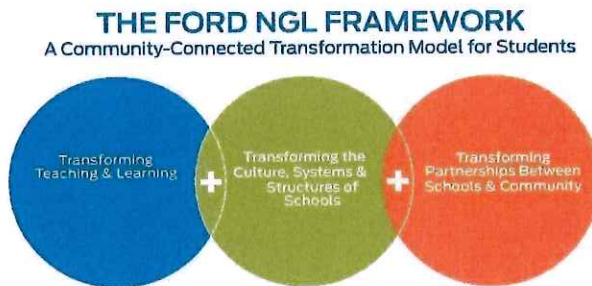 THE FORD NGL FRAMEWORK
A Community-Connected Transformation Model for Students
Transforming
Teaching & Learning
+
Transforming the
Culture, Systems &
Structures of
Schools
+
Transforming
Partnerships Between
Schools & Community